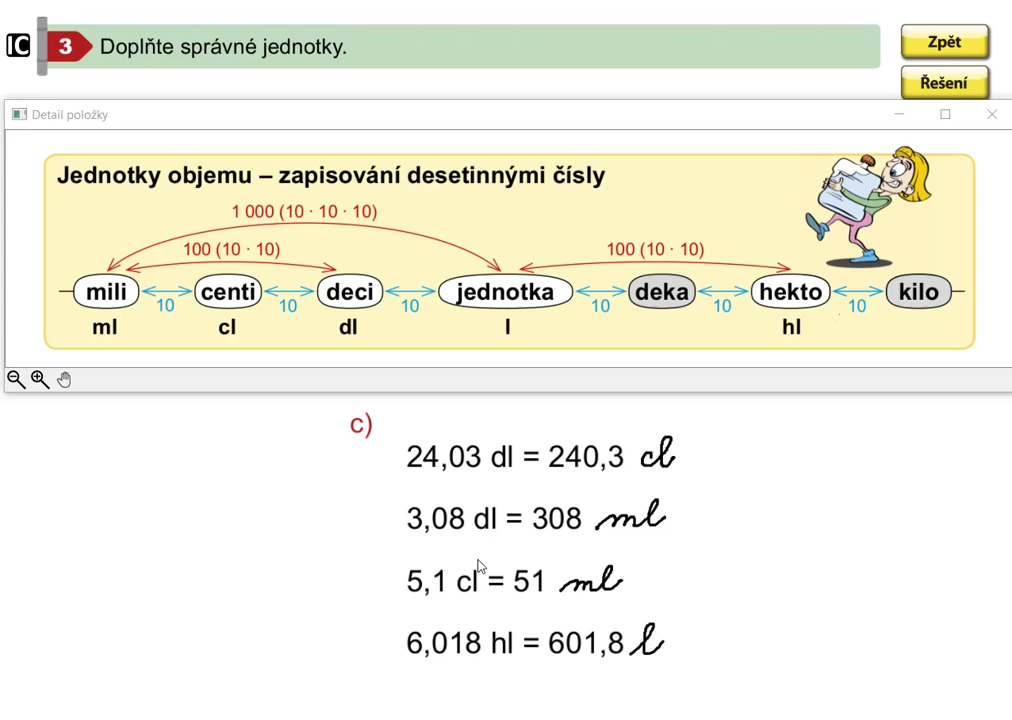 IC
3 Doplňte správné jednotky.
Zpět
Řešení
Detail položky
Jednotky objemu – zapisování desetinnými čísly
1 000 (10 · 10 · 10)
100 (10 · 10) 100 (10 · 10)
mili centi deci jednotka deka hekto kilo
10 10 10 10 10 10
ml cl dl l hl
c)
24,03 dl = 240,3 cl
3,08 dl = 308 ml
5,1 cl = 51 ml
6,018 hl = 601,8 l